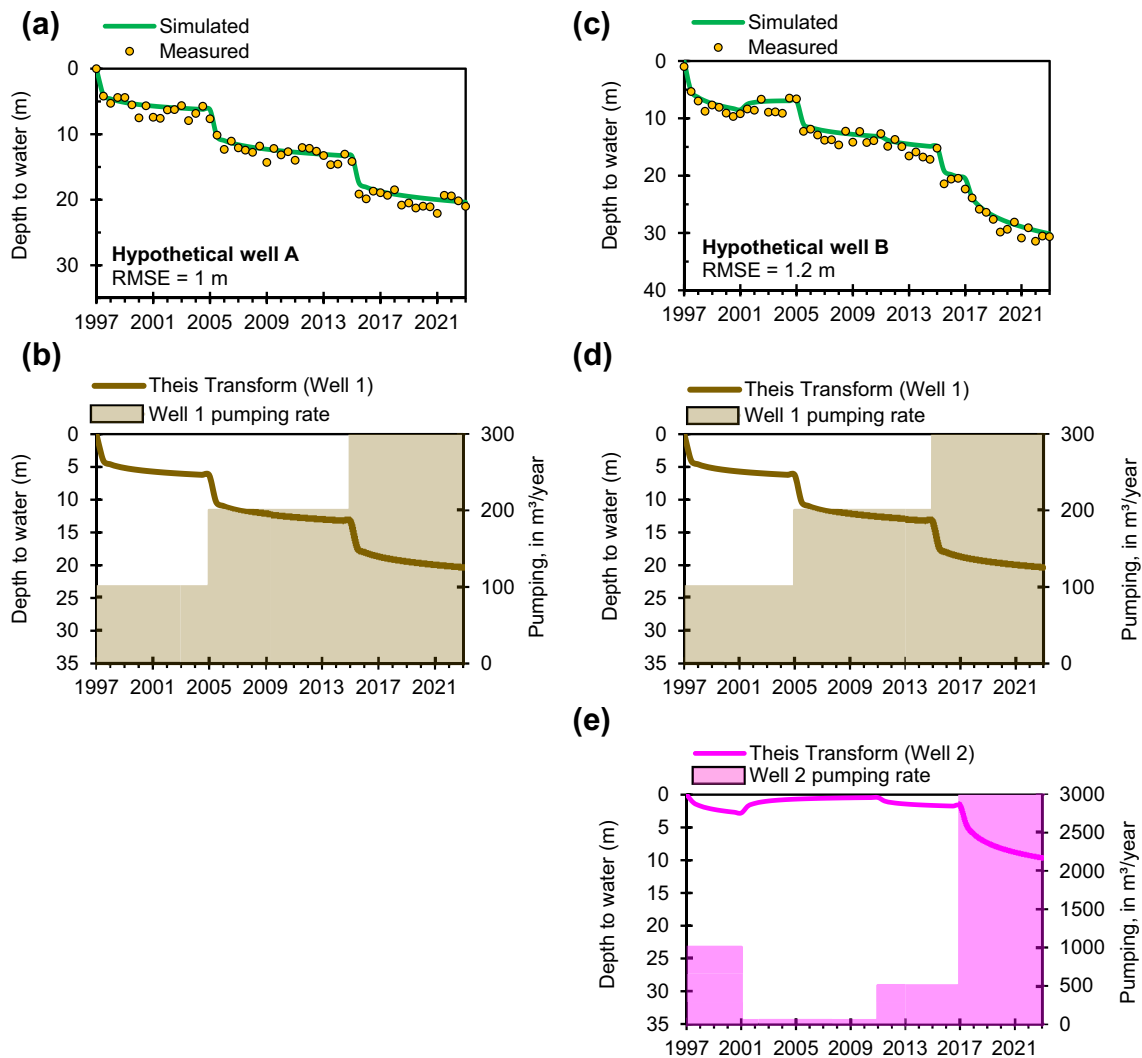 (a)
Simulated
Measured
0
10
20
30
Depth to water (m)
Hypothetical well A
RMSE = 1 m
1997 2001 2005 2009 2013 2017 2021
(c)
Simulated
Measured
0
10
20
30
40
Depth to water (m)
Hypothetical well B
RMSE = 1.2 m
1997 2001 2005 2009 2013 2017 2021
(b)
Theis Transform (Well 1)
Well 1 pumping rate
0
5
10
15
20
25
30
35
Depth to water (m)
300
200
100
0
Pumping, in m³/year
1997 2001 2005 2009 2013 2017 2021
(d)
Theis Transform (Well 1)
Well 1 pumping rate
0
5
10
15
20
25
30
35
Depth to water (m)
300
200
100
0
Pumping, in m³/year
1997 2001 2005 2009 2013 2017 2021
(e)
Theis Transform (Well 2)
Well 2 pumping rate
0
5
10
15
20
25
30
35
Depth to water (m)
3000
2500
2000
1500
1000
500
0
Pumping, in m³/year
1997 2001 2005 2009 2013 2017 2021